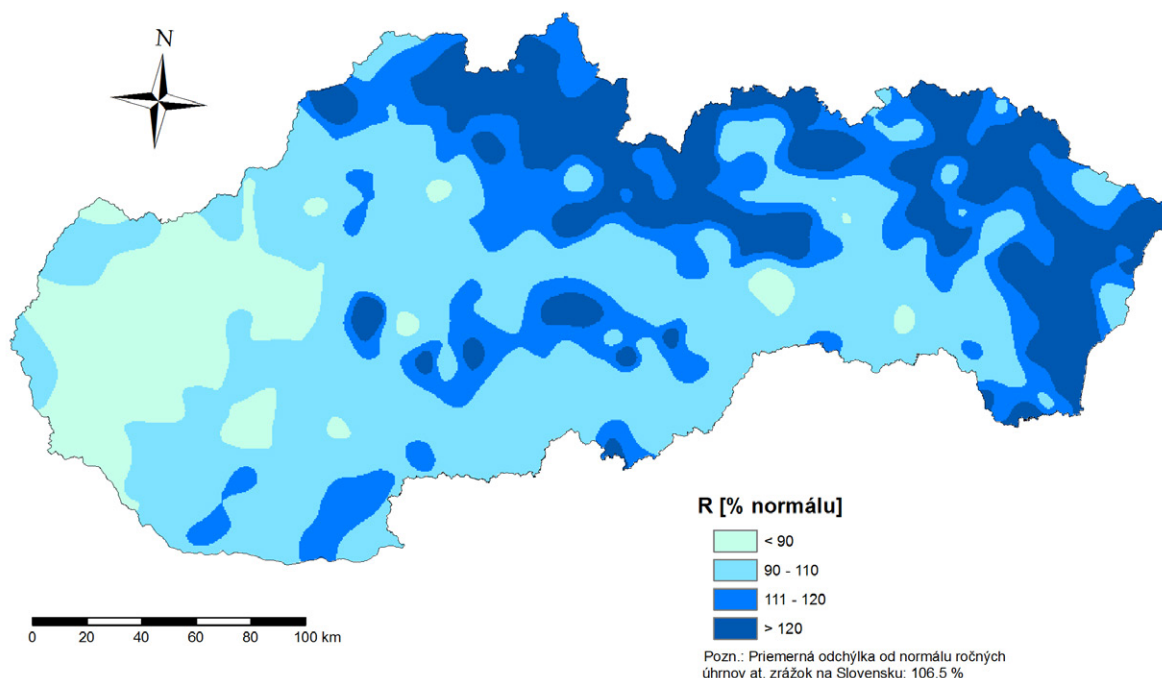 N
R [% normálu]
< 90
90 - 110
111 - 120
> 120
0 20 40 60 80 100 km
Pozn.: Priemerná odchýlka od normálu ročných
úhrnov at. zrážok na Slovensku: 106.5 %